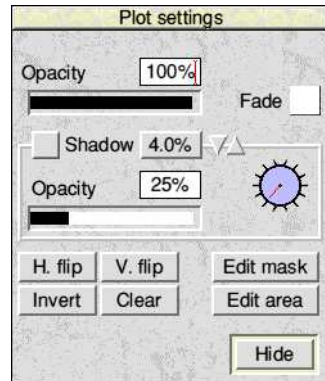 Plot settings
Opacity 100%
Fade
Shadow 4.0%
Opacity 25%
H. flip V. flip Edit mask
Invert Clear Edit area
Hide